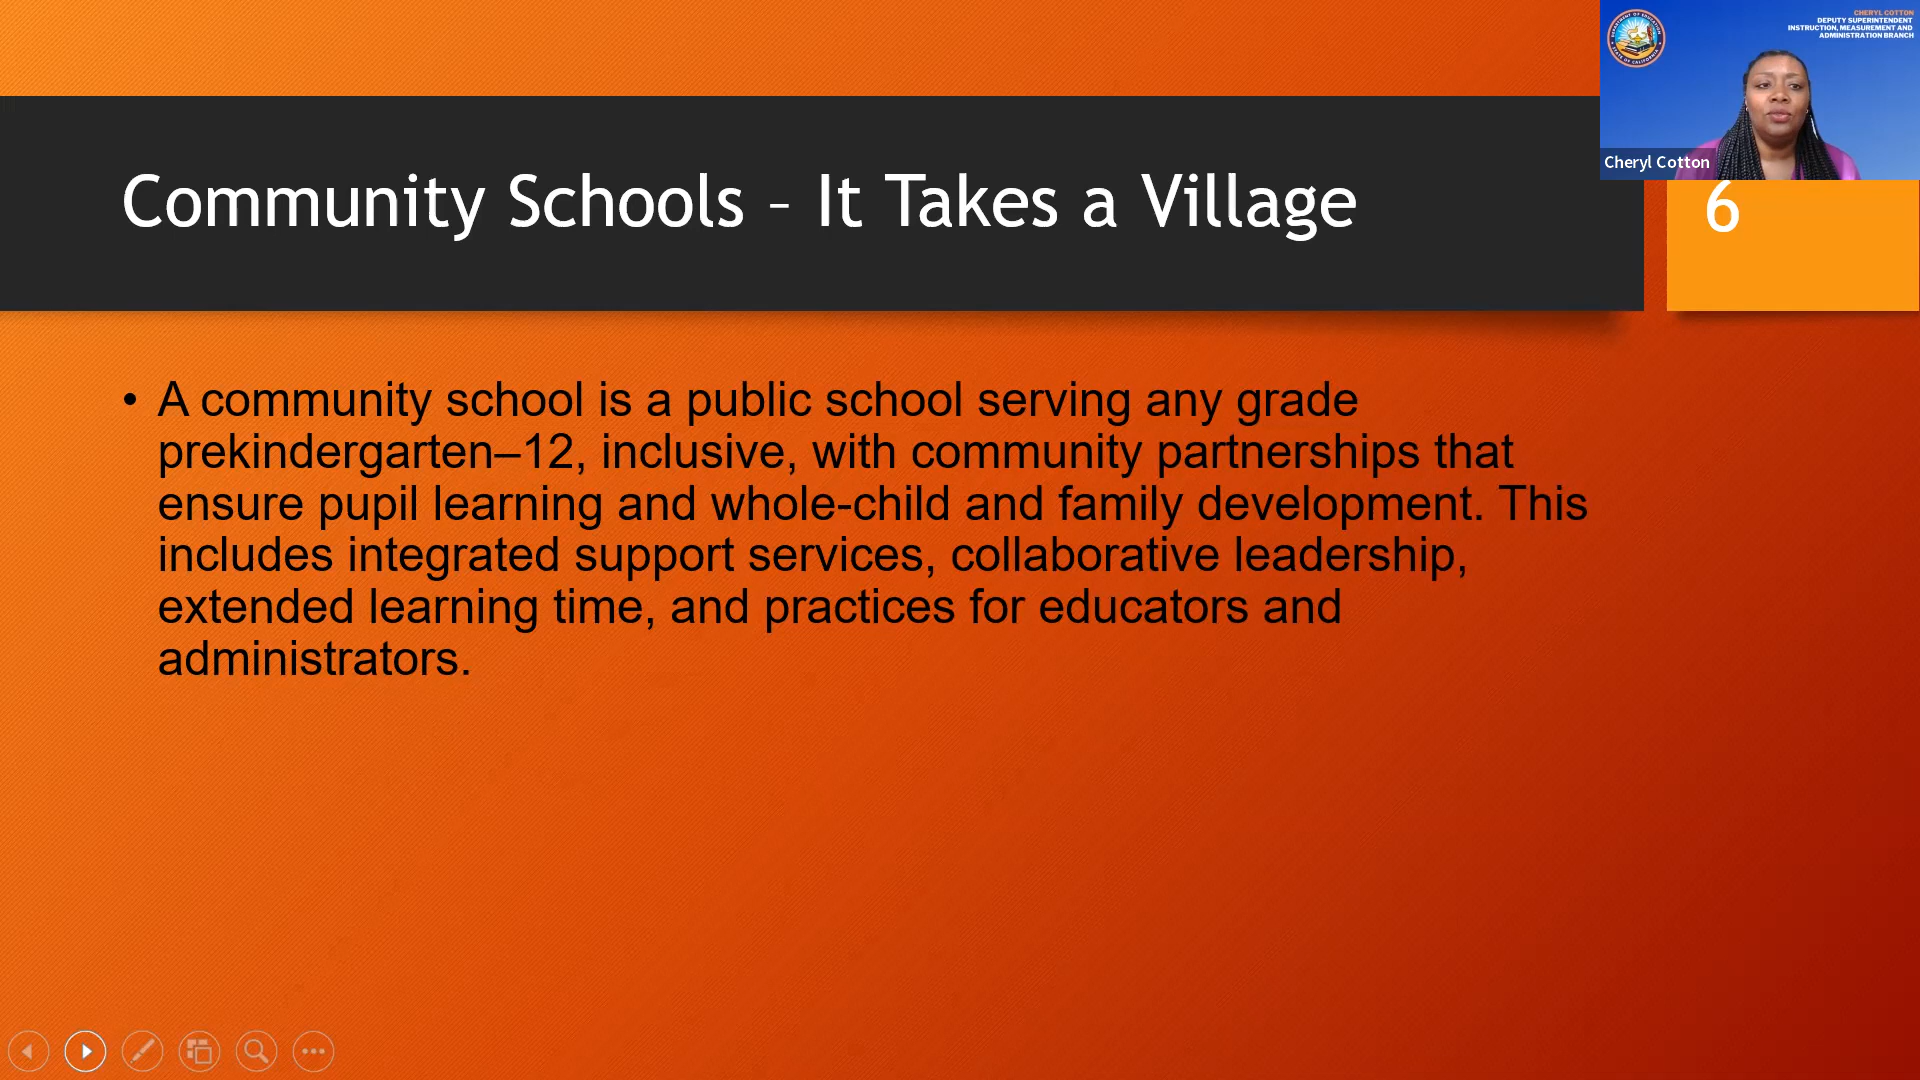 CHERYL COTTON
DEPUTY SUPERINTENDENT
INSTRUCTION, MEASUREMENT AND
ADMINISTRATION BRANCH
Cheryl Cotton
Community Schools – It Takes a Village
6
• A community school is a public school serving any grade
prekindergarten–12, inclusive, with community partnerships that
ensure pupil learning and whole-child and family development. This
includes integrated support services, collaborative leadership,
extended learning time, and practices for educators and
administrators.